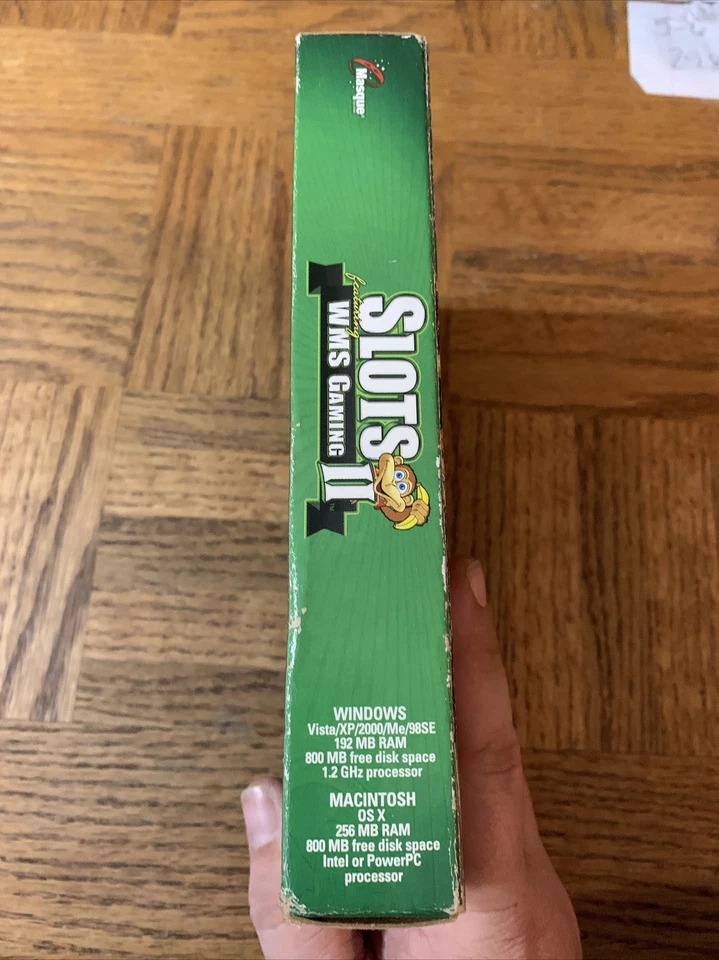 Masque
SLOTS II
featuring
WMS GAMING
TM
WINDOWS
Vista/XP/2000/Me/98SE
192 MB RAM
800 MB free disk space
1.2 GHz processor
MACINTOSH
OS X
256 MB RAM
800 MB free disk space
Intel or PowerPC
processor